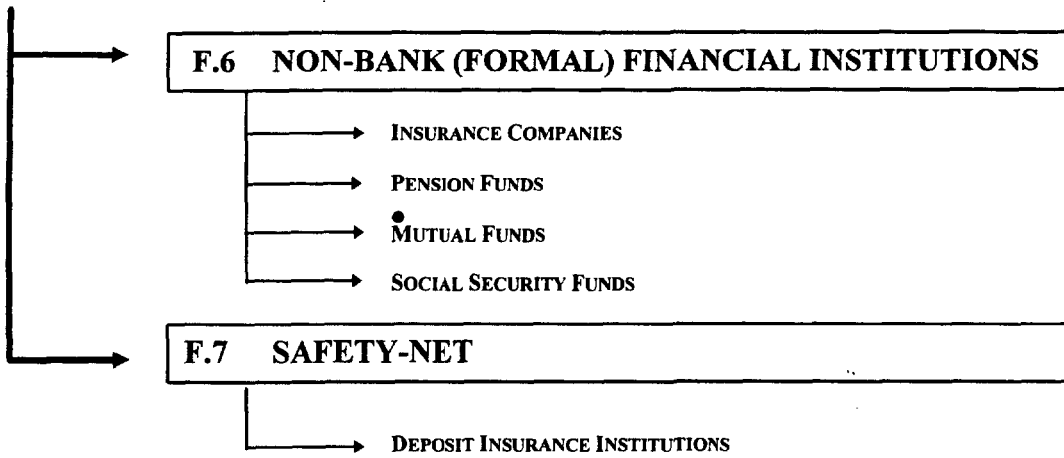 F.6 NON-BANK (FORMAL) FINANCIAL INSTITUTIONS
INSURANCE COMPANIES
PENSION FUNDS
MUTUAL FUNDS
SOCIAL SECURITY FUNDS
F.7 SAFETY-NET
DEPOSIT INSURANCE INSTITUTIONS